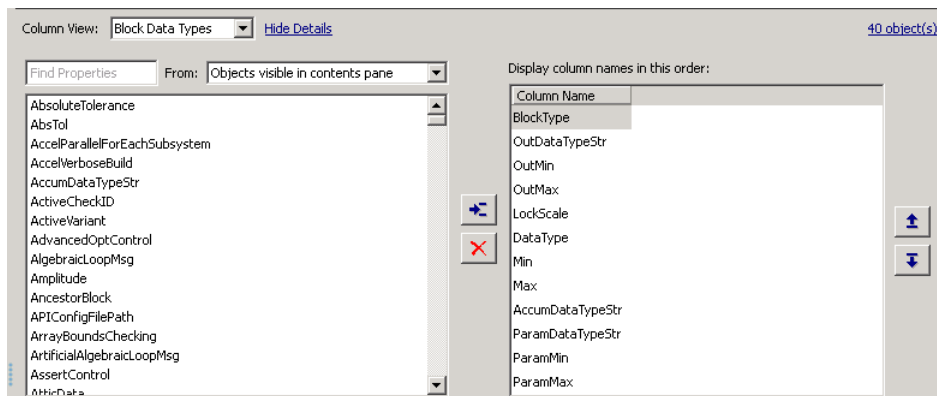 Column View: Block Data Types Hide Details 40 object(s)
Find Properties From: Objects visible in contents pane
Display column names in this order:
AbsoluteTolerance
AbsTol
AccelParallelForEachSubsystem
AccelVerboseBuild
AccumDataTypeStr
ActiveCheckID
ActiveVariant
AdvancedOptControl
AlgebraicLoopMsg
Amplitude
AncestorBlock
APIConfigFilePath
ArrayBoundsChecking
ArtificialAlgebraicLoopMsg
AssertControl
AtticData
Column Name
BlockType
OutDataTypeStr
OutMin
OutMax
LockScale
DataType
Min
Max
AccumDataTypeStr
ParamDataTypeStr
ParamMin
ParamMax